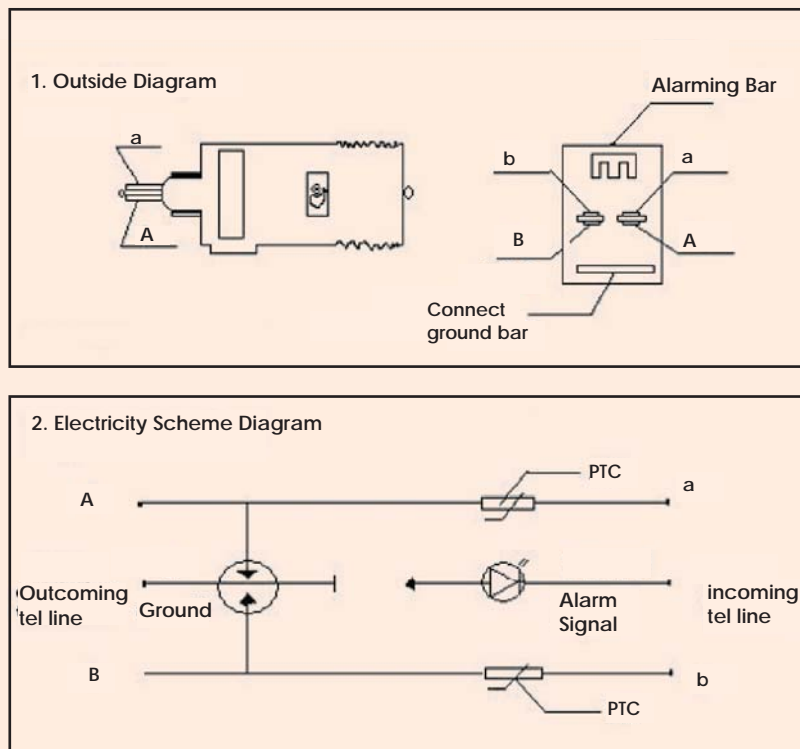 1. Outside Diagram
Alarming Bar
a
b
a
A
B
A
Connect
ground bar
2. Electricity Scheme Diagram
PTC
A
a
Outcoming
tel line
Ground
Alarm
Signal
incoming
tel line
B
b
PTC